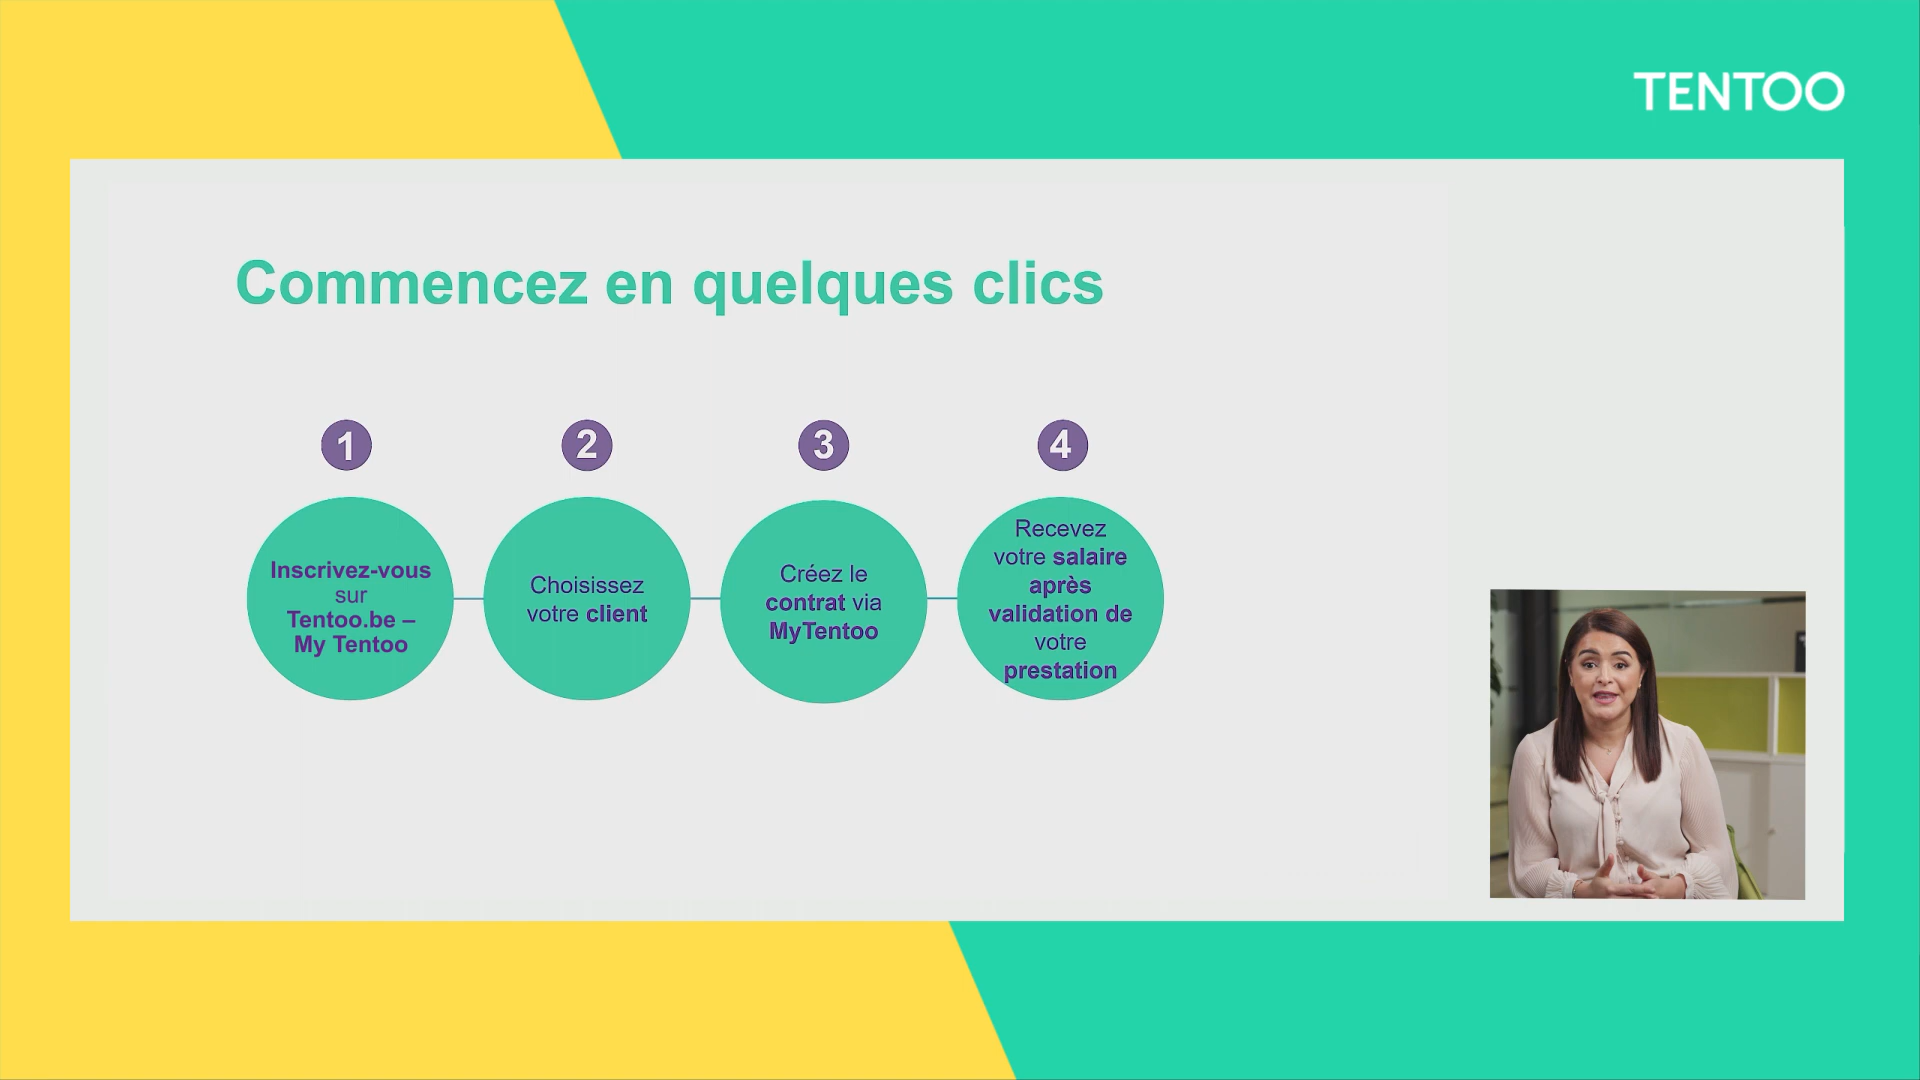 TENTOO
Commencez en quelques clics
1
Inscrivez-vous
sur
Tentoo.be –
My Tentoo
2
Choisissez
votre client
3
Créez le
contrat via
MyTentoo
4
Recevez
votre salaire
après
validation de
votre
prestation